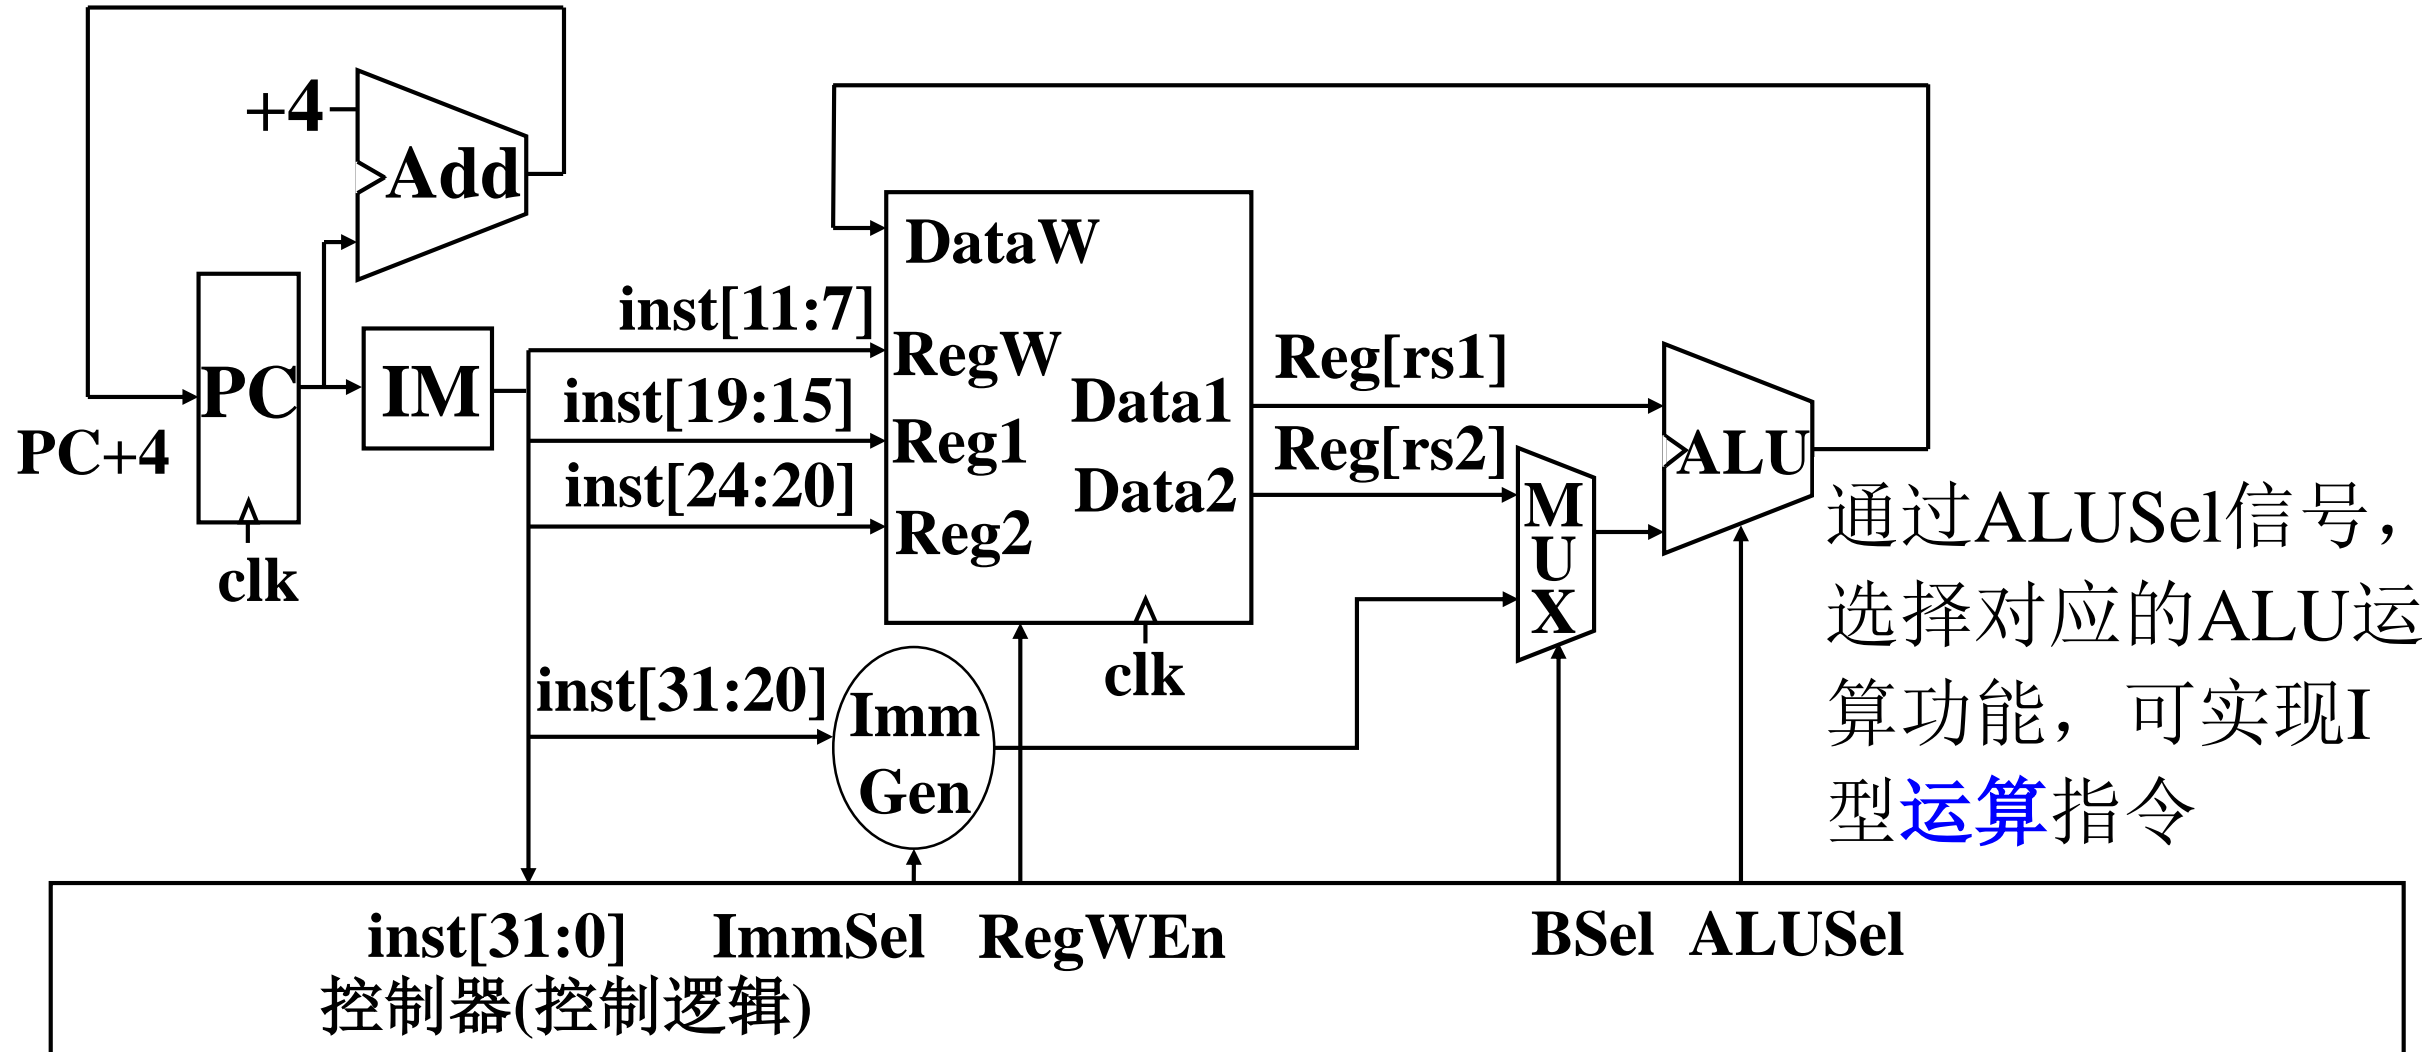 +4
Add
DataW
inst[11:7]
RegW
Reg[rs1]
PC
IM
inst[19:15]
Data1
Reg1
PC+4
Reg[rs2]
ALU
inst[24:20]
Data2
Reg2
M
U
X
clk
clk
inst[31:20]
Imm
Gen
通过ALUSel信号，
选择对应的ALU运
算功能，可实现I
型运算指令
inst[31:0]
ImmSel
RegWEn
BSel
ALUSel
控制器(控制逻辑)